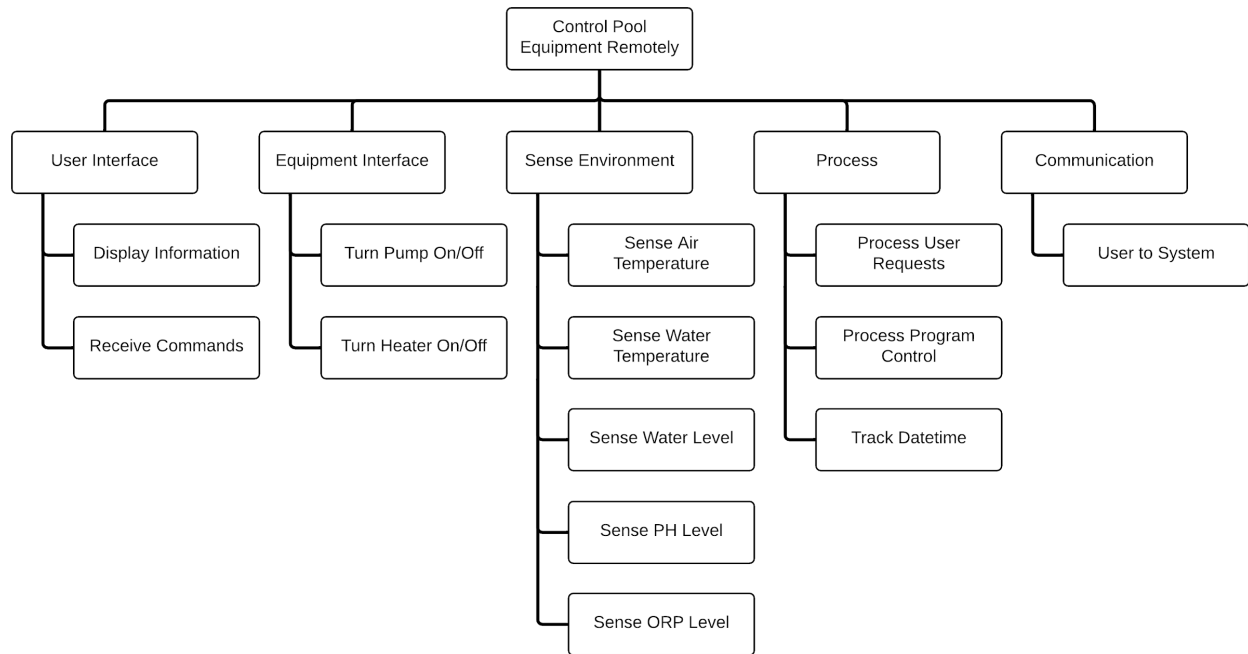 Control Pool
Equipment Remotely
User Interface
Equipment Interface
Sense Environment
Process
Communication
Display Information
Turn Pump On/Off
Sense Air
Temperature
Process User
Requests
User to System
Receive Commands
Turn Heater On/Off
Sense Water
Temperature
Process Program
Control
Sense Water Level
Track Datetime
Sense PH Level
Sense ORP Level